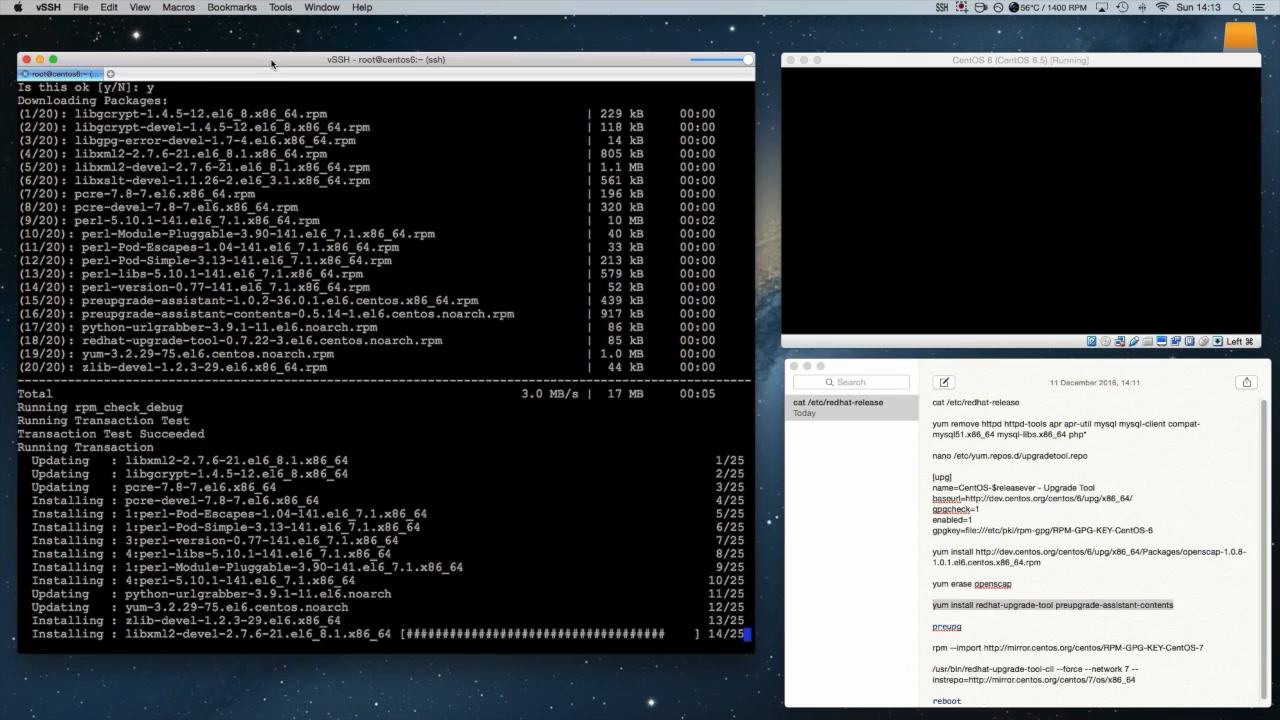 vSSH File Edit View Macros Bookmarks Tools Window Help 56°C / 1400 RPM Sun 14:13
vSSH - root@centos6:~ (ssh)
root@centos6:~ (...
Is this ok [y/N]: y
Downloading Packages:
(1/20): libgcrypt-1.4.5-12.el6_8.x86_64.rpm | 229 kB 00:00
(2/20): libgcrypt-devel-1.4.5-12.el6_8.x86_64.rpm | 118 kB 00:00
(3/20): libgpg-error-devel-1.7-4.el6.x86_64.rpm | 14 kB 00:00
(4/20): libxml2-2.7.6-21.el6_8.1.x86_64.rpm | 805 kB 00:00
(5/20): libxml2-devel-2.7.6-21.el6_8.1.x86_64.rpm | 1.1 MB 00:00
(6/20): libxslt-devel-1.1.26-2.el6_3.1.x86_64.rpm | 561 kB 00:00
(7/20): pcre-7.8-7.el6.x86_64.rpm | 196 kB 00:00
(8/20): pcre-devel-7.8-7.el6.x86_64.rpm | 320 kB 00:00
(9/20): perl-5.10.1-141.el6_7.1.x86_64.rpm | 10 MB 00:02
(10/20): perl-Module-Pluggable-3.90-141.el6_7.1.x86_64.rpm | 40 kB 00:00
(11/20): perl-Pod-Escapes-1.04-141.el6_7.1.x86_64.rpm | 33 kB 00:00
(12/20): perl-Pod-Simple-3.13-141.el6_7.1.x86_64.rpm | 213 kB 00:00
(13/20): perl-libs-5.10.1-141.el6_7.1.x86_64.rpm | 579 kB 00:00
(14/20): perl-version-0.77-141.el6_7.1.x86_64.rpm | 52 kB 00:00
(15/20): preupgrade-assistant-1.0.2-36.0.1.el6.centos.x86_64.rpm | 439 kB 00:00
(16/20): preupgrade-assistant-contents-0.5.14-1.el6.centos.noarch.rpm | 917 kB 00:00
(17/20): python-urlgrabber-3.9.1-11.el6.noarch.rpm | 86 kB 00:00
(18/20): redhat-upgrade-tool-0.7.22-3.el6.centos.noarch.rpm | 85 kB 00:00
(19/20): yum-3.2.29-75.el6.centos.noarch.rpm | 1.0 MB 00:00
(20/20): zlib-devel-1.2.3-29.el6.x86_64.rpm | 44 kB 00:00
--------------------------------------------------------------------------------
Total 3.0 MB/s | 17 MB 00:05
Running rpm_check_debug
Running Transaction Test
Transaction Test Succeeded
Running Transaction
Updating : libxml2-2.7.6-21.el6_8.1.x86_64 1/25
Updating : libgcrypt-1.4.5-12.el6_8.x86_64 2/25
Updating : pcre-7.8-7.el6.x86_64 3/25
Installing : pcre-devel-7.8-7.el6.x86_64 4/25
Installing : 1:perl-Pod-Escapes-1.04-141.el6_7.1.x86_64 5/25
Installing : 1:perl-Pod-Simple-3.13-141.el6_7.1.x86_64 6/25
Installing : 3:perl-version-0.77-141.el6_7.1.x86_64 7/25
Installing : 4:perl-libs-5.10.1-141.el6_7.1.x86_64 8/25
Installing : 1:perl-Module-Pluggable-3.90-141.el6_7.1.x86_64 9/25
Installing : 4:perl-5.10.1-141.el6_7.1.x86_64 10/25
Updating : python-urlgrabber-3.9.1-11.el6.noarch 11/25
Updating : yum-3.2.29-75.el6.centos.noarch 12/25
Installing : zlib-devel-1.2.3-29.el6.x86_64 13/25
Installing : libxml2-devel-2.7.6-21.el6_8.1.x86_64 [#################################### ] 14/25
CentOS 6 (CentOS 6.5) [Running]
Left ⌘
Search
cat /etc/redhat-release
Today
11 December 2016, 14:11
cat /etc/redhat-release
yum remove httpd httpd-tools apr apr-util mysql mysql-client compat-
mysql51.x86_64 mysql-libs.x86_64 php*
nano /etc/yum.repos.d/upgradetool.repo
[upg]
name=CentOS-$releasever - Upgrade Tool
baseurl=http://dev.centos.org/centos/6/upg/x86_64/
gpgcheck=1
enabled=1
gpgkey=file:///etc/pki/rpm-gpg/RPM-GPG-KEY-CentOS-6
yum install http://dev.centos.org/centos/6/upg/x86_64/Packages/openscap-1.0.8-
1.0.1.el6.centos.x86_64.rpm
yum erase openscap
yum install redhat-upgrade-tool preupgrade-assistant-contents
preupg
rpm --import http://mirror.centos.org/centos/RPM-GPG-KEY-CentOS-7
/usr/bin/redhat-upgrade-tool-cli --force --network 7 --
instrepo=http://mirror.centos.org/centos/7/os/x86_64
reboot